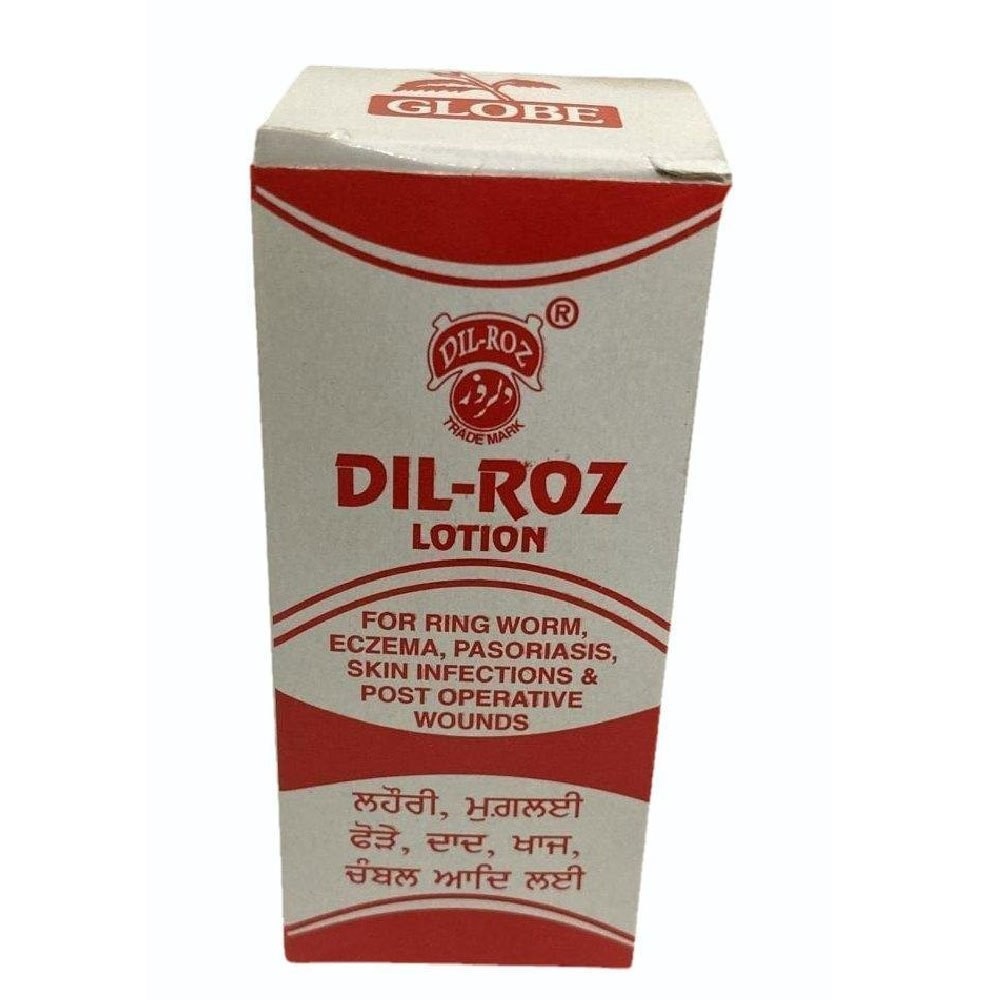 GLOBE
®
DIL-ROZ
دلروز
TRADE MARK
DIL-ROZ
LOTION
FOR RING WORM,
ECZEMA, PASORIASIS,
SKIN INFECTIONS &
POST OPERATIVE
WOUNDS
ਲਹੌਰੀ, ਮੁਗਲਈ
ਫੋੜੇ, ਦਾਦ, ਖਾਜ,
ਚੰਬਲ ਆਦਿ ਲਈ